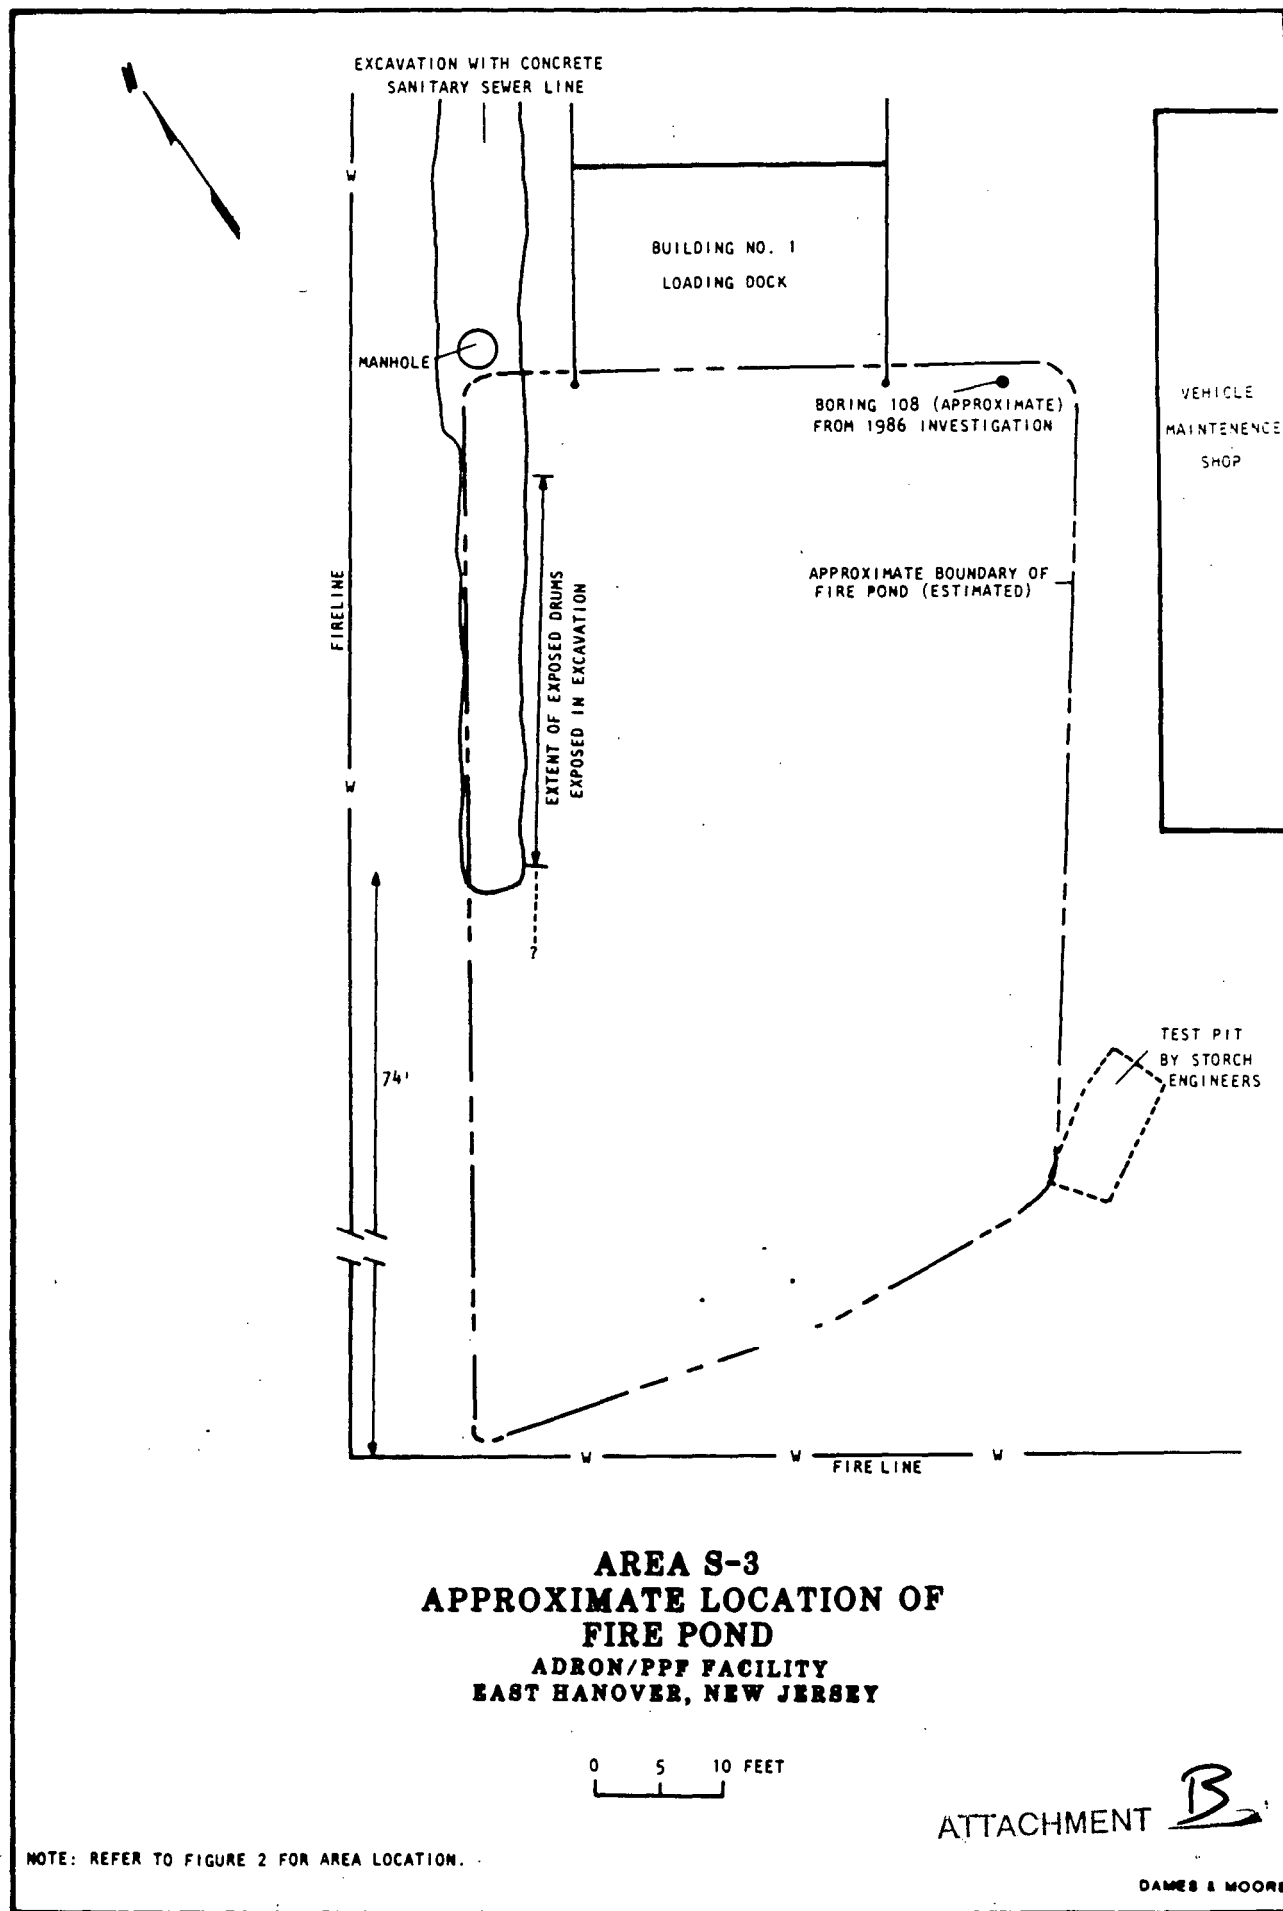 EXCAVATION WITH CONCRETE
SANITARY SEWER LINE
N
W
BUILDING NO. 1
LOADING DOCK
MANHOLE
BORING 108 (APPROXIMATE)
FROM 1986 INVESTIGATION
VEHICLE
MAINTENENCE
SHOP
FIRELINE
EXTENT OF EXPOSED DRUMS
EXPOSED IN EXCAVATION
APPROXIMATE BOUNDARY OF
FIRE POND (ESTIMATED)
W
?
74'
TEST PIT
BY STORCH
ENGINEERS
W
W
W
FIRE LINE
AREA S-3
APPROXIMATE LOCATION OF
FIRE POND
ADRON/PPF FACILITY
EAST HANOVER, NEW JERSEY
0 5 10 FEET
ATTACHMENT B
NOTE: REFER TO FIGURE 2 FOR AREA LOCATION.
DAMES & MOORE